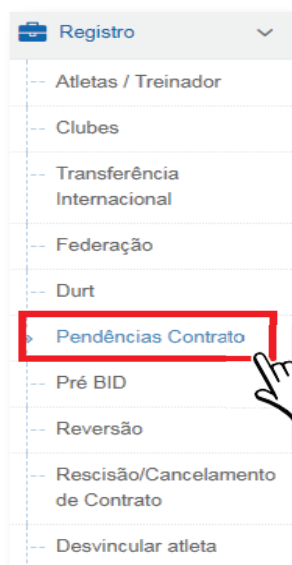 Registro
Atletas / Treinador
Clubes
Transferência
Internacional
Federação
Durt
Pendências Contrato
Pré BID
Reversão
Rescisão/Cancelamento
de Contrato
Desvincular atleta